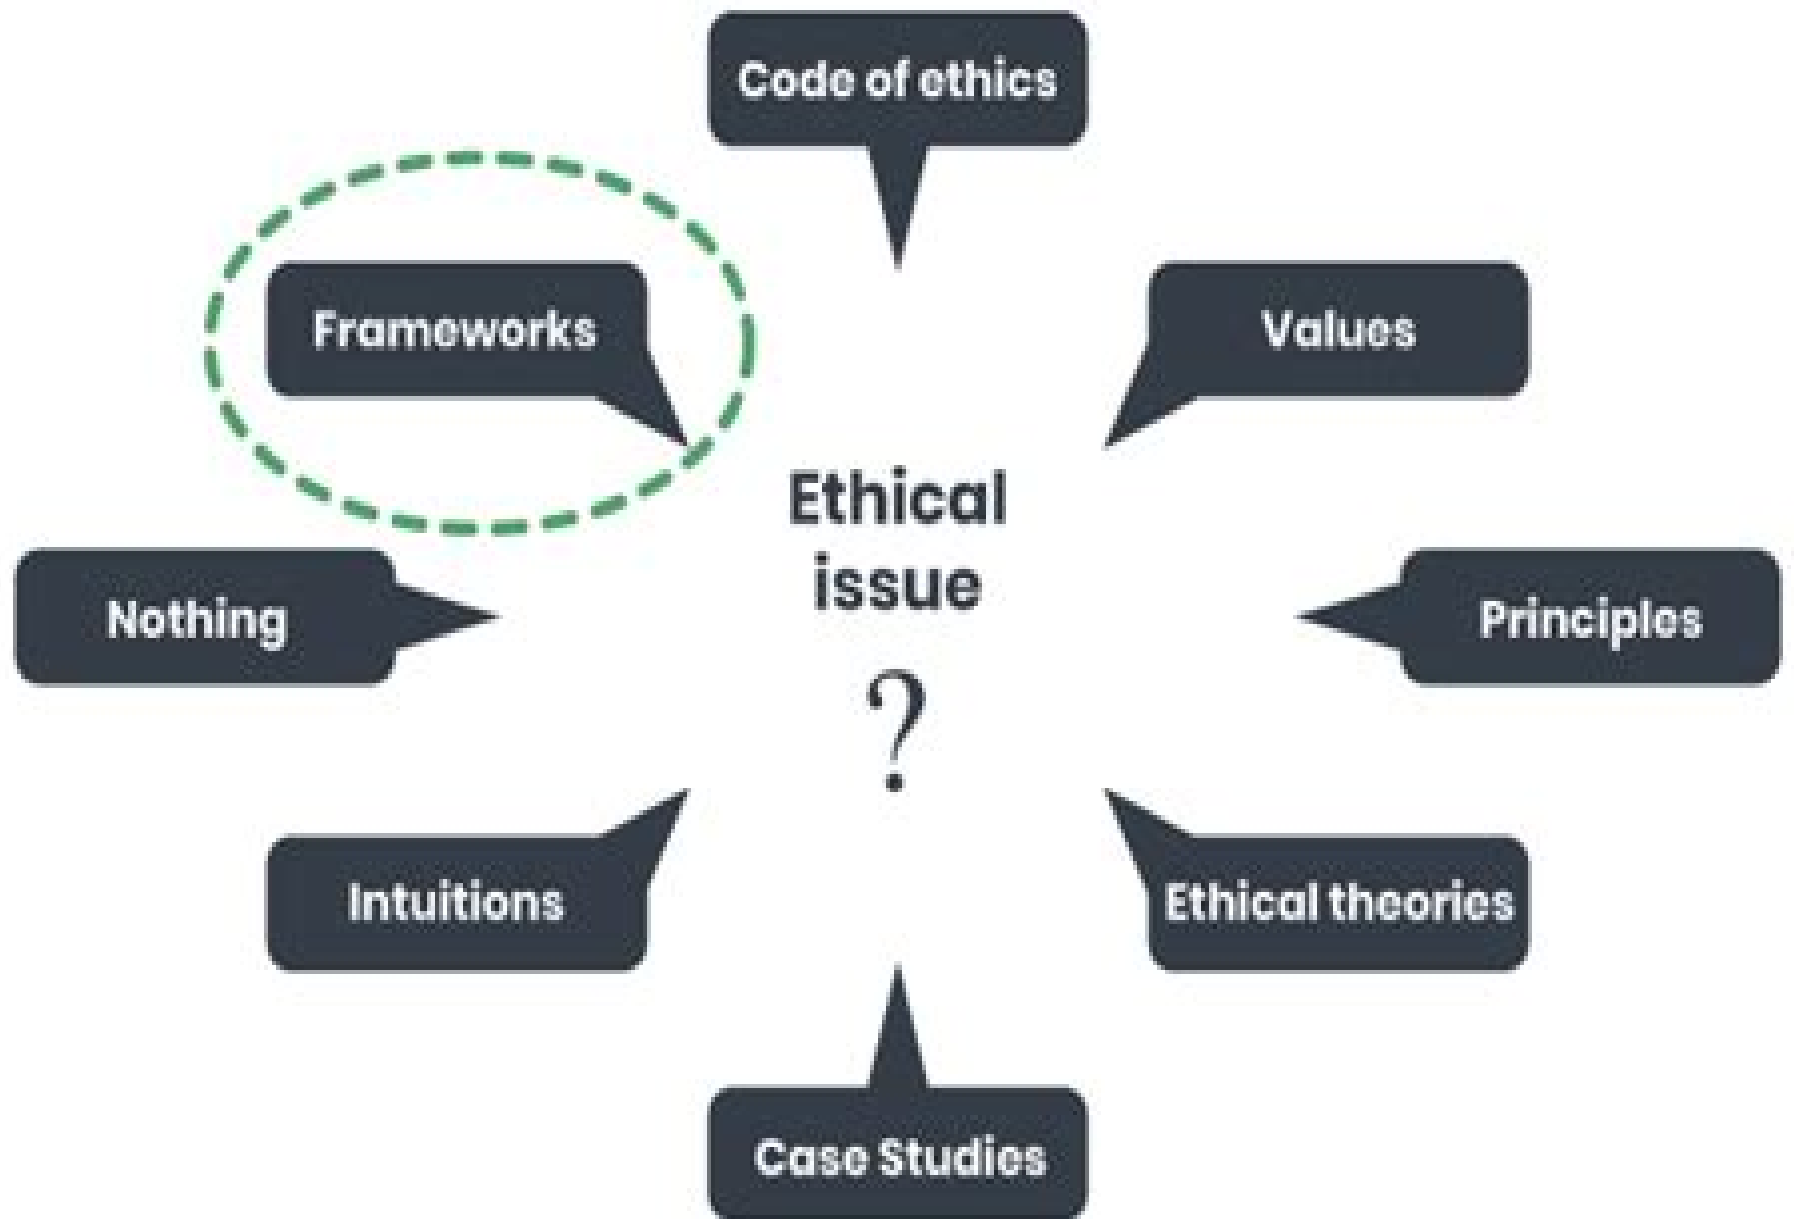 Code of ethics
Frameworks
Values
Ethical
issue
?
Nothing
Principles
Intuitions
Ethical theories
Case Studies